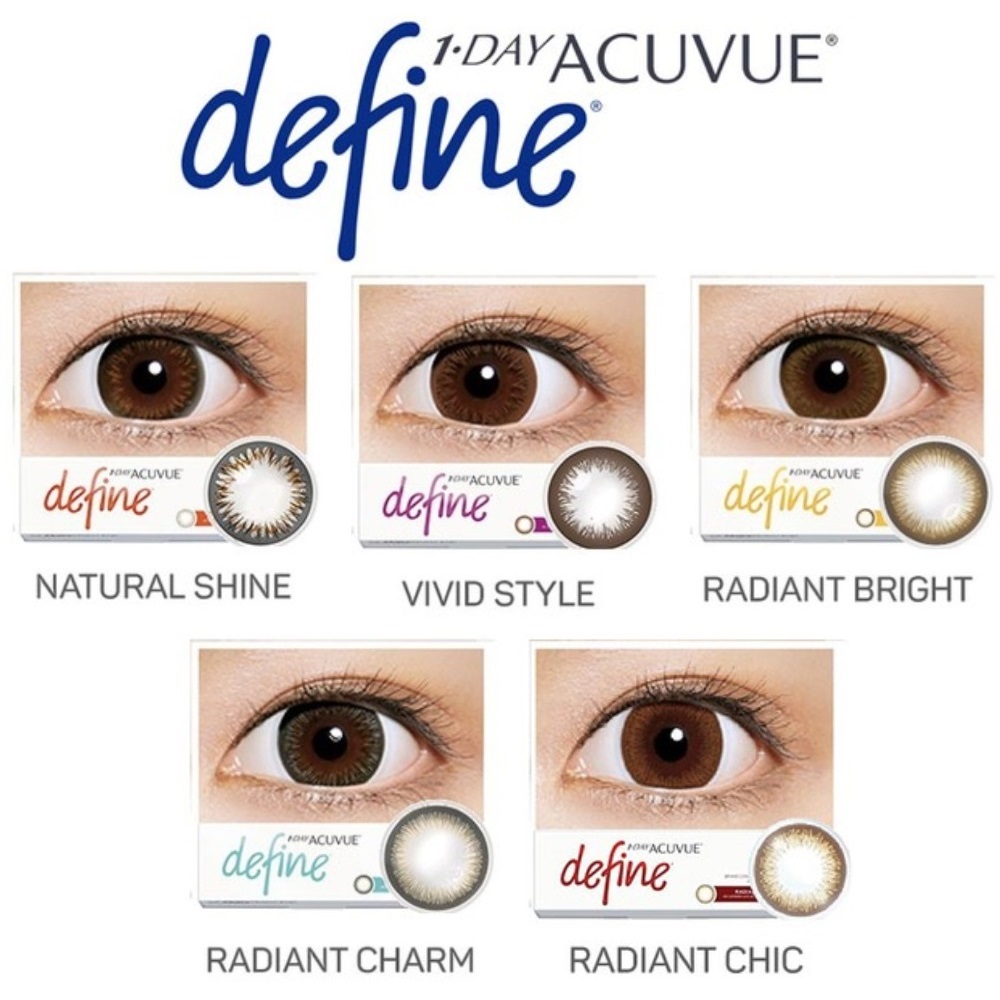 1·DAY ACUVUE®
define®
1·DAY ACUVUE®
define
1·DAY ACUVUE®
define
1·DAY ACUVUE®
define
NATURAL SHINE
VIVID STYLE
RADIANT BRIGHT
1·DAY ACUVUE®
define
1·DAY ACUVUE®
define
RADIANT CHARM
RADIANT CHIC